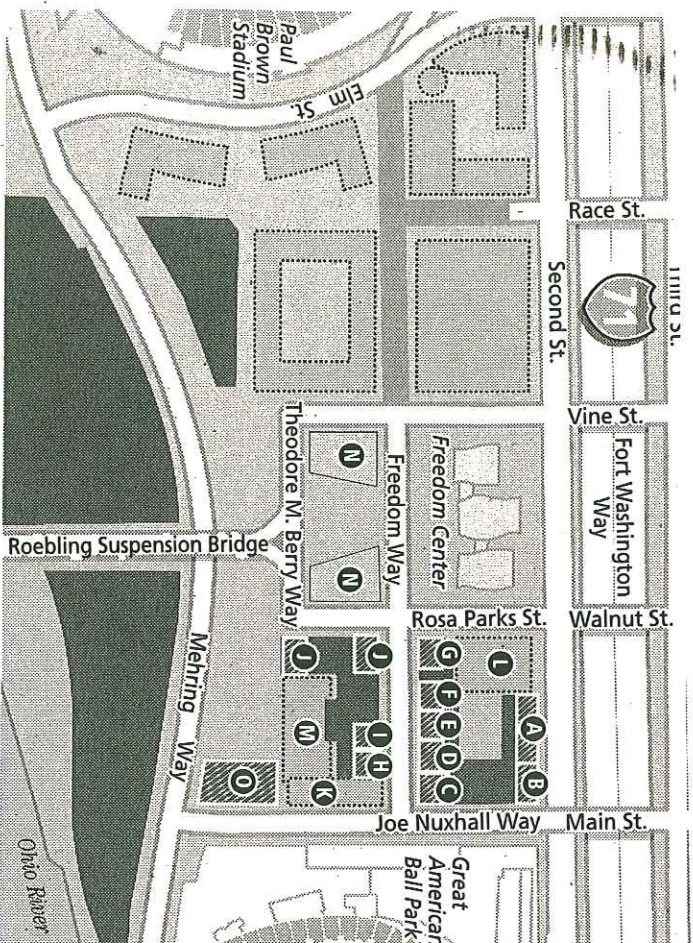 Third St.
71
Race St.
Second St.
Vine St.
Fort Washington
Way
Walnut St.
Main St.
Paul
Brown
Stadium
Elm St.
Freedom Center
Freedom Way
Theodore M. Berry Way
Rosa Parks St.
Joe Nuxhall Way
Great
American
Ball Park
Roebling Suspension Bridge
Mehring Way
Ohio River
N
N
L
A
B
G
F
E
D
C
J
J
I
H
M
K
O